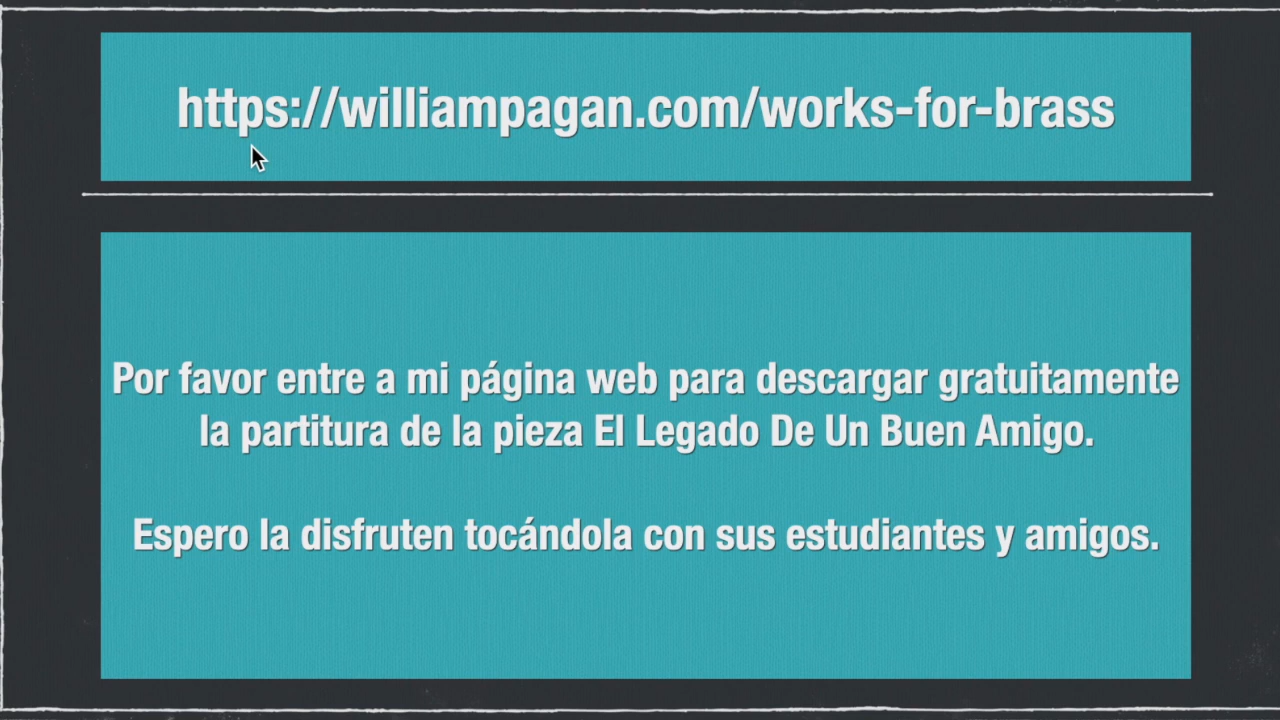 https://williampagan.com/works-for-brass
Por favor entre a mi página web para descargar gratuitamente
la partitura de la pieza El Legado De Un Buen Amigo.
Espero la disfruten tocándola con sus estudiantes y amigos.